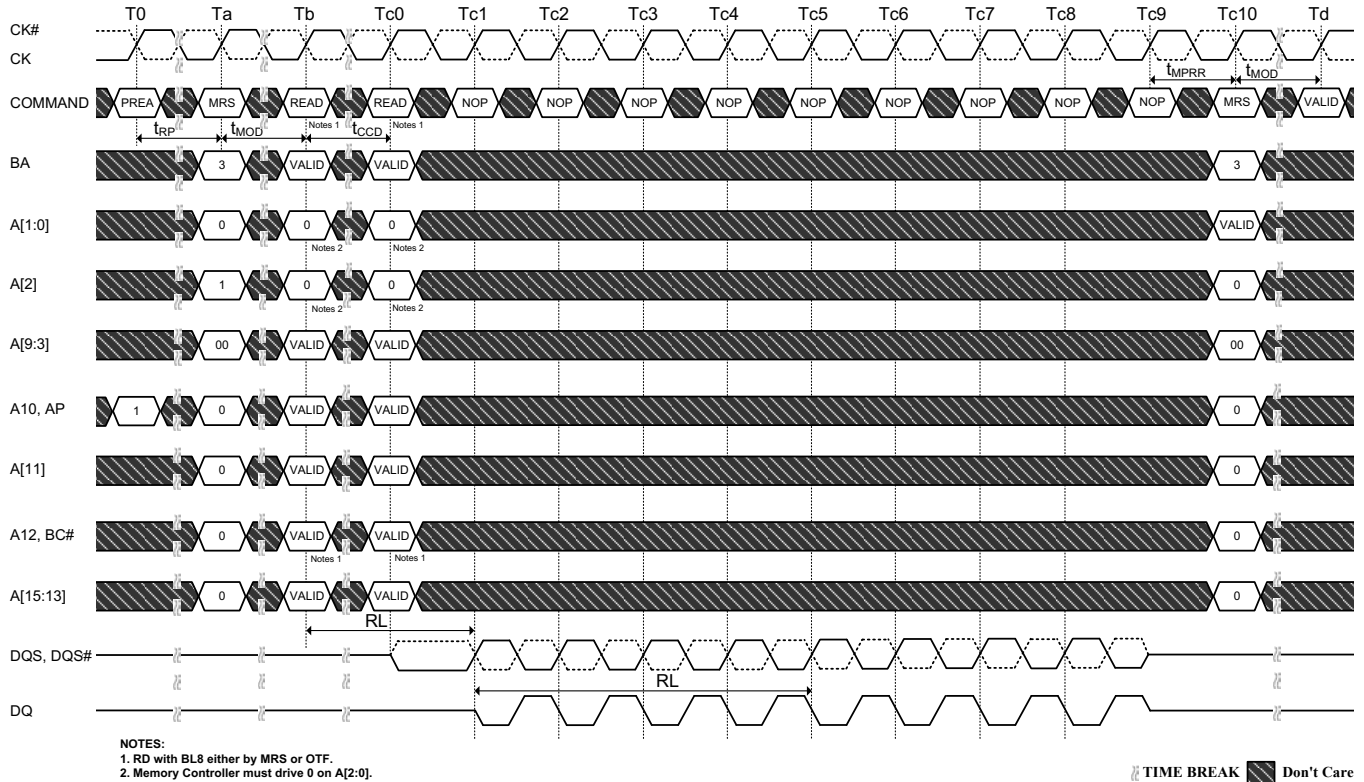 T0 Ta Tb Tc0 Tc1 Tc2 Tc3 Tc4 Tc5 Tc6 Tc7 Tc8 Tc9 Tc10 Td
CK#
CK
tMPRR tMOD
COMMAND PREA MRS READ READ NOP NOP NOP NOP NOP NOP NOP NOP NOP MRS VALID
Notes 1 Notes 1
tRP tMOD tCCD
BA 3 VALID VALID 3
A[1:0] 0 0 0 VALID
Notes 2 Notes 2
A[2] 1 0 0 0
Notes 2 Notes 2
A[9:3] 00 VALID VALID 00
A10, AP 1 0 VALID VALID 0
A[11] 0 VALID VALID 0
A12, BC# 0 VALID VALID 0
Notes 1 Notes 1
A[15:13] 0 VALID VALID 0
RL
DQS, DQS#
RL
DQ
NOTES:
1. RD with BL8 either by MRS or OTF.
2. Memory Controller must drive 0 on A[2:0].
TIME BREAK Don't Care